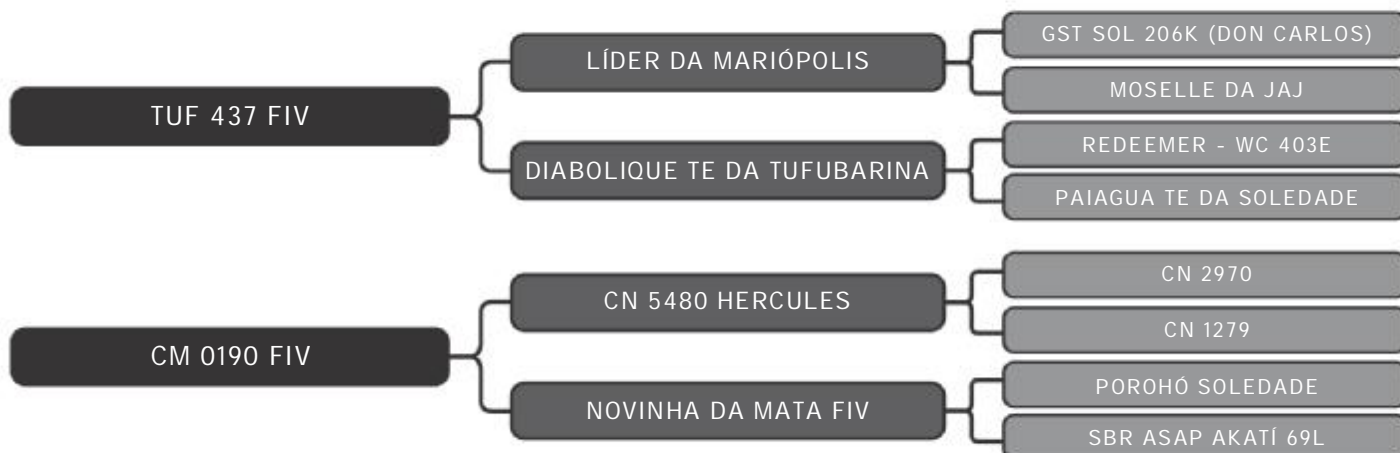 GST SOL 206K (DON CARLOS)
LÍDER DA MARIÓPOLIS
MOSELLE DA JAJ
TUF 437 FIV
REDEEMER - WC 403E
DIABOLIQUE TE DA TUFUBARINA
PAIAGUA TE DA SOLEDADE
CN 2970
CN 5480 HERCULES
CN 1279
CM 0190 FIV
POROHÓ SOLEDADE
NOVINHA DA MATA FIV
SBR ASAP AKATÍ 69L